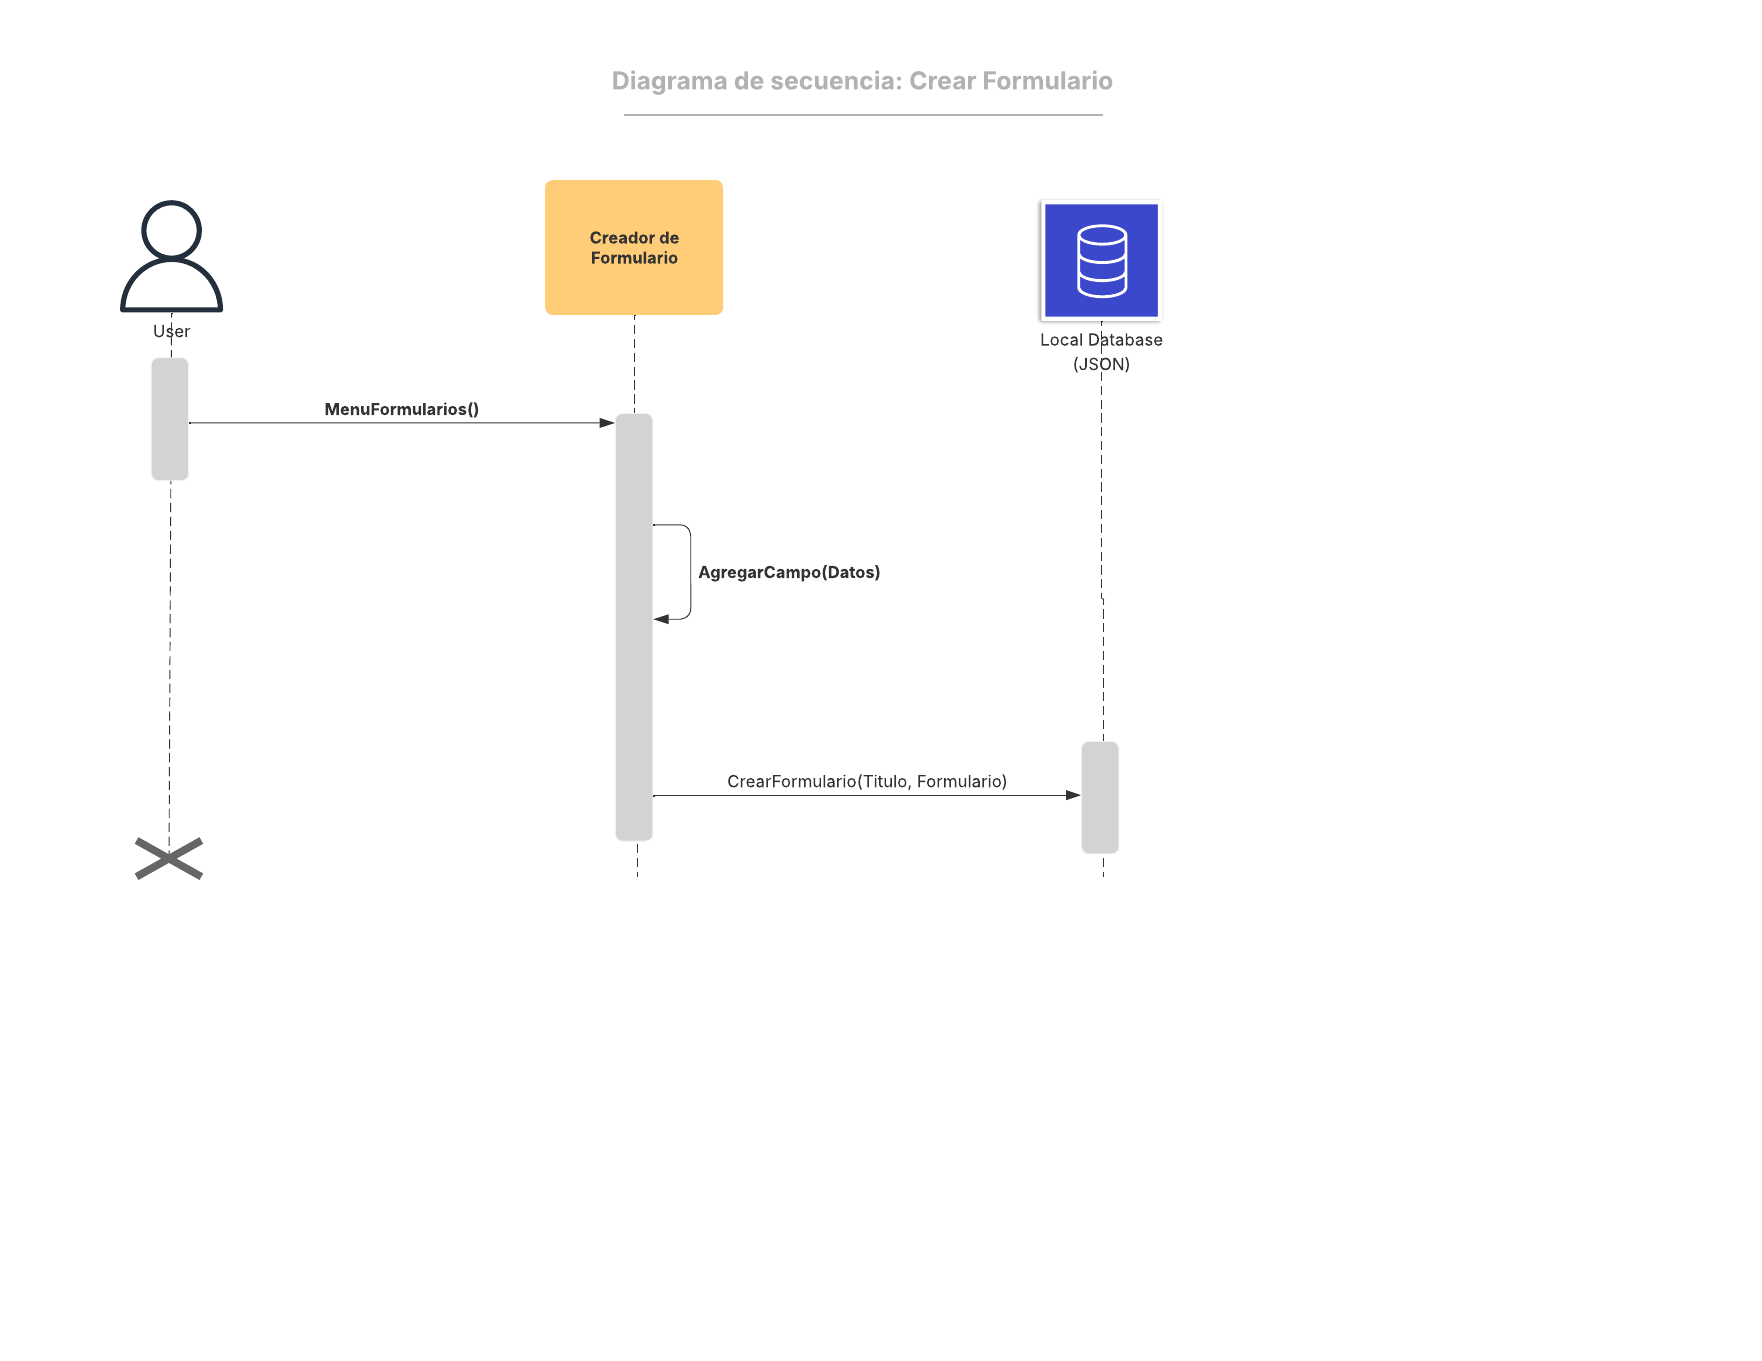 Diagrama de secuencia: Crear Formulario
Creador de
Formulario
User
Local Database
(JSON)
MenuFormularios()
AgregarCampo(Datos)
CrearFormulario(Titulo, Formulario)